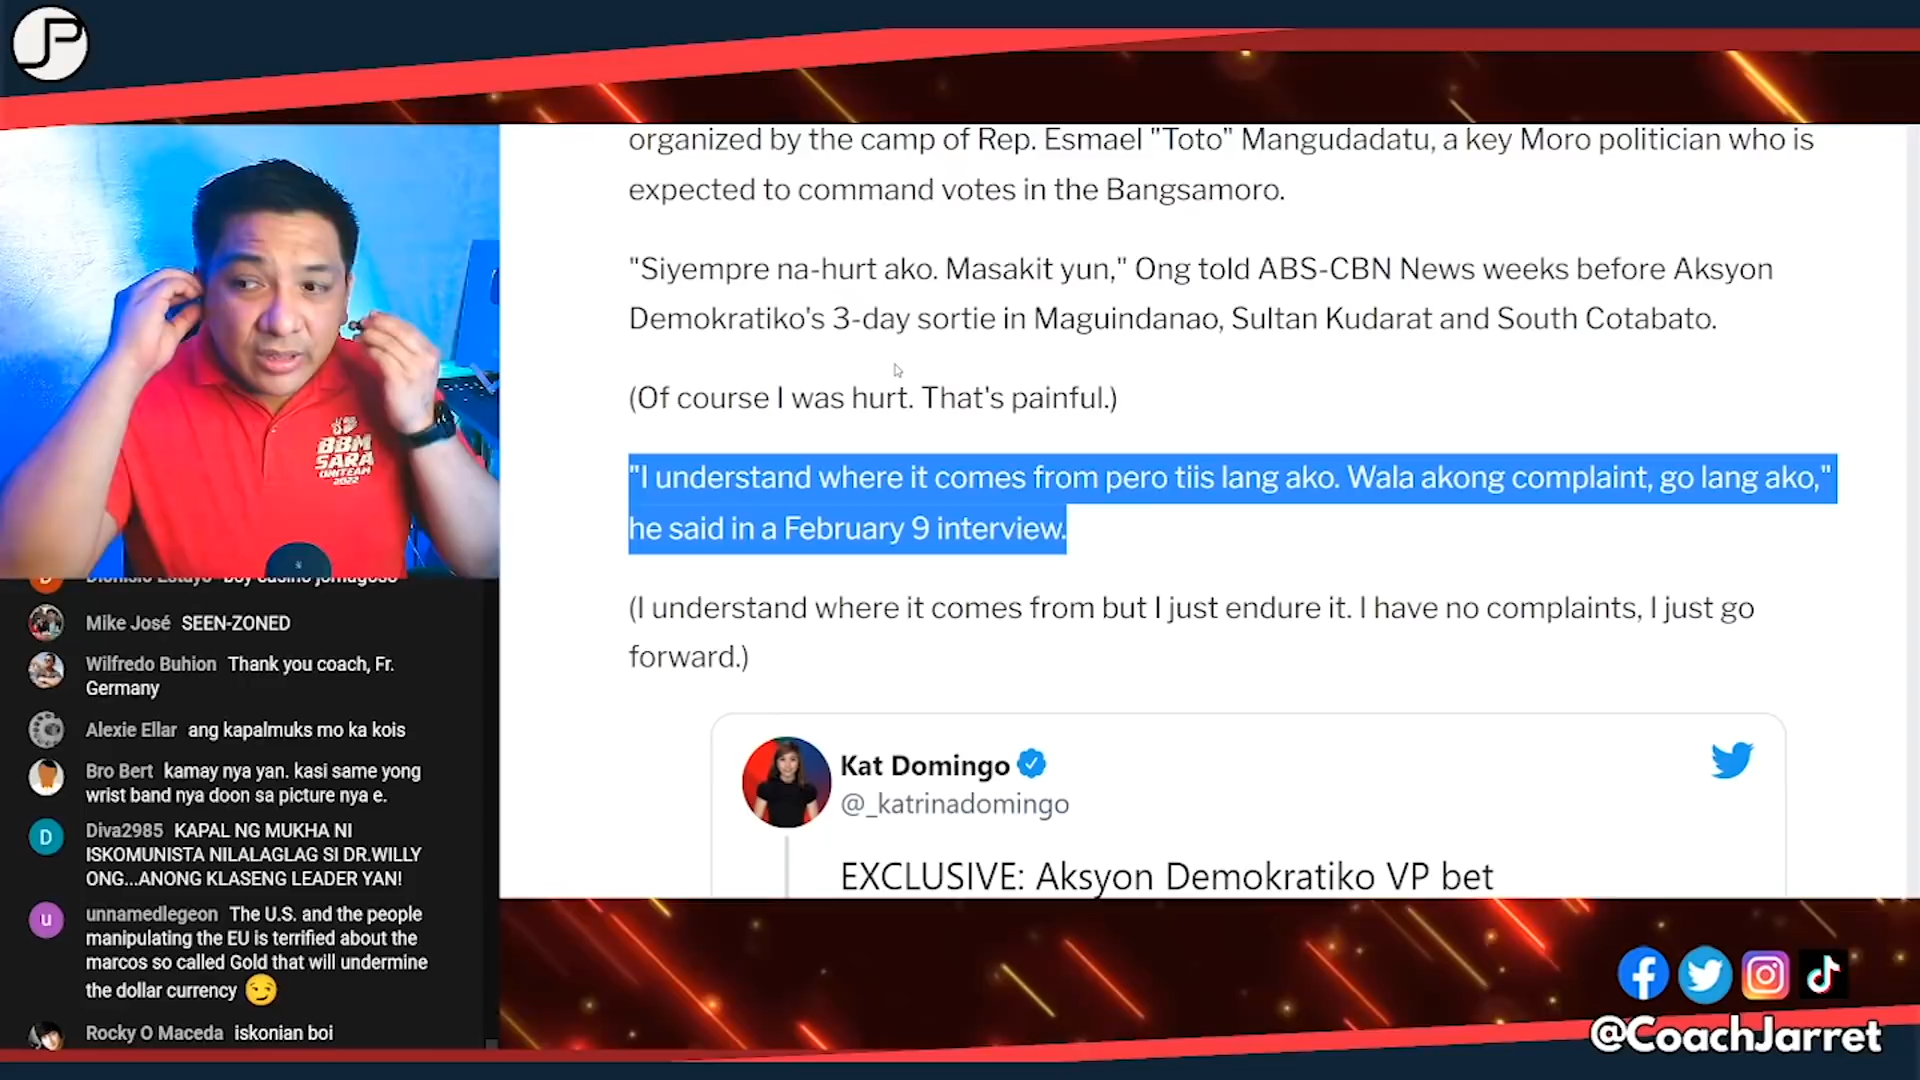 JP
organized by the camp of Rep. Esmael "Toto" Mangudadatu, a key Moro politician who is
expected to command votes in the Bangsamoro.
"Siyempre na-hurt ako. Masakit yun," Ong told ABS-CBN News weeks before Aksyon
Demokratiko's 3-day sortie in Maguindanao, Sultan Kudarat and South Cotabato.
(Of course I was hurt. That's painful.)
"I understand where it comes from pero tiis lang ako. Wala akong complaint, go lang ako,"
he said in a February 9 interview.
(I understand where it comes from but I just endure it. I have no complaints, I just go
forward.)
Kat Domingo
@_katrinadomingo
EXCLUSIVE: Aksyon Demokratiko VP bet
BBM
SARA
UNITEAM
2022
Mike José SEEN-ZONED
Wilfredo Buhion Thank you coach, Fr.
Germany
Alexie Ellar ang kapalmuks mo ka kois
Bro Bert kamay nya yan. kasi same yong
wrist band nya doon sa picture nya e.
D
Diva2985 KAPAL NG MUKHA NI
ISKOMUNISTA NILALAGLAG SI DR.WILLY
ONG...ANONG KLASENG LEADER YAN!
u
unnamedlegeon The U.S. and the people
manipulating the EU is terrified about the
marcos so called Gold that will undermine
the dollar currency
Rocky O Maceda iskonian boi
@CoachJarret